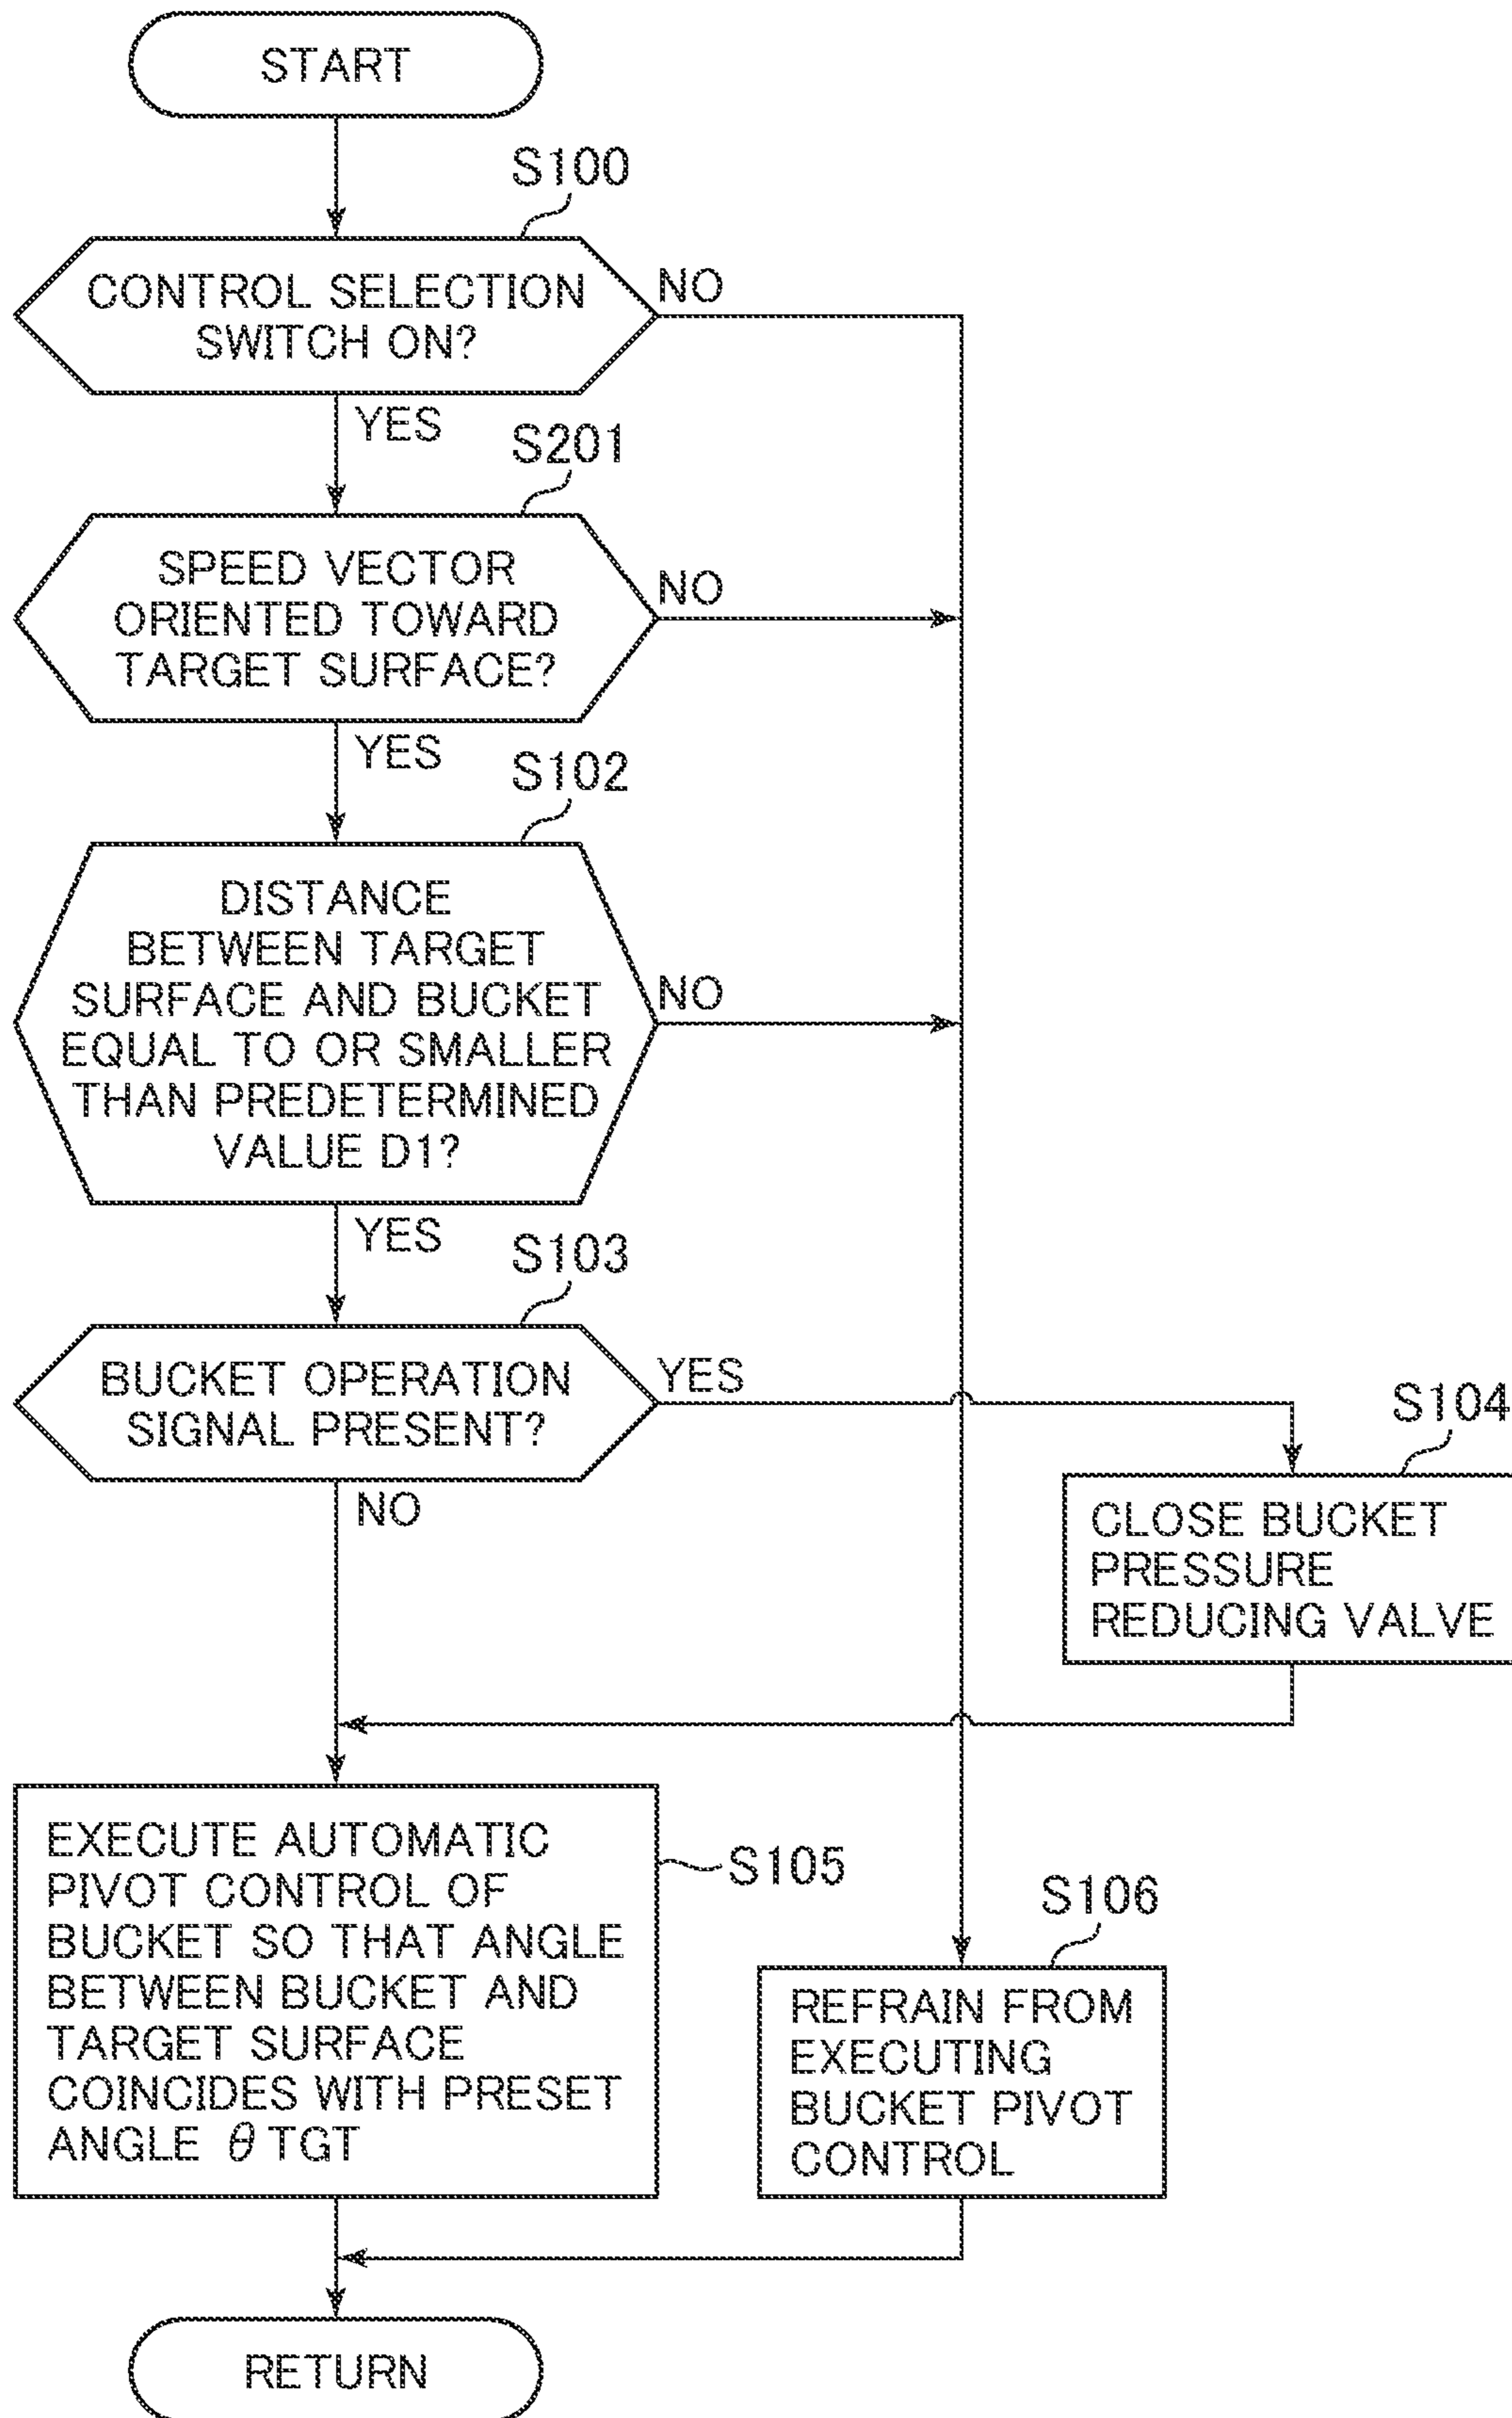 START
S100
CONTROL SELECTION
SWITCH ON?
NO
YES
S201
SPEED VECTOR
ORIENTED TOWARD
TARGET SURFACE?
NO
YES
S102
DISTANCE
BETWEEN TARGET
SURFACE AND BUCKET
EQUAL TO OR SMALLER
THAN PREDETERMINED
VALUE D1?
NO
YES
S103
BUCKET OPERATION
SIGNAL PRESENT?
YES
NO
S104
CLOSE BUCKET
PRESSURE
REDUCING VALVE
EXECUTE AUTOMATIC
PIVOT CONTROL OF
BUCKET SO THAT ANGLE
BETWEEN BUCKET AND
TARGET SURFACE
COINCIDES WITH PRESET
ANGLE θ TGT
S105
S106
REFRAIN FROM
EXECUTING
BUCKET PIVOT
CONTROL
RETURN